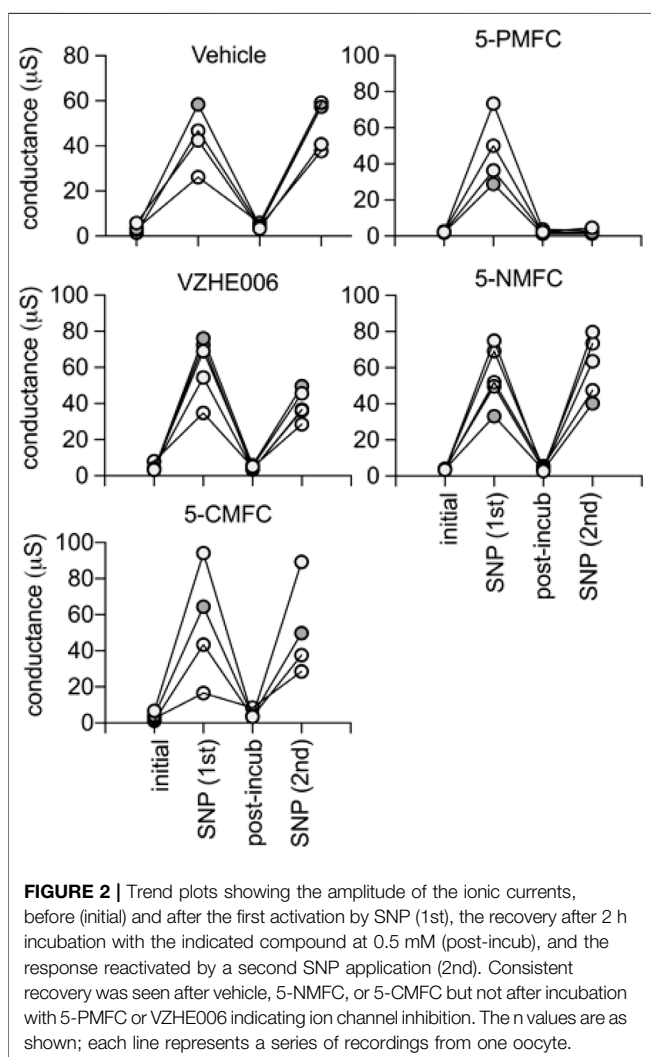 Vehicle
conductance (µS)
80
60
40
20
0
5-PMFC
100
80
60
40
20
0
VZHE006
conductance (µS)
100
80
60
40
20
0
5-NMFC
100
80
60
40
20
0
initial
SNP (1st)
post-incub
SNP (2nd)
5-CMFC
conductance (µS)
100
80
60
40
20
0
initial
SNP (1st)
post-incub
SNP (2nd)
FIGURE 2 | Trend plots showing the amplitude of the ionic currents,
before (initial) and after the first activation by SNP (1st), the recovery after 2 h
incubation with the indicated compound at 0.5 mM (post-incub), and the
response reactivated by a second SNP application (2nd). Consistent
recovery was seen after vehicle, 5-NMFC, or 5-CMFC but not after incubation
with 5-PMFC or VZHE006 indicating ion channel inhibition. The n values are as
shown; each line represents a series of recordings from one oocyte.